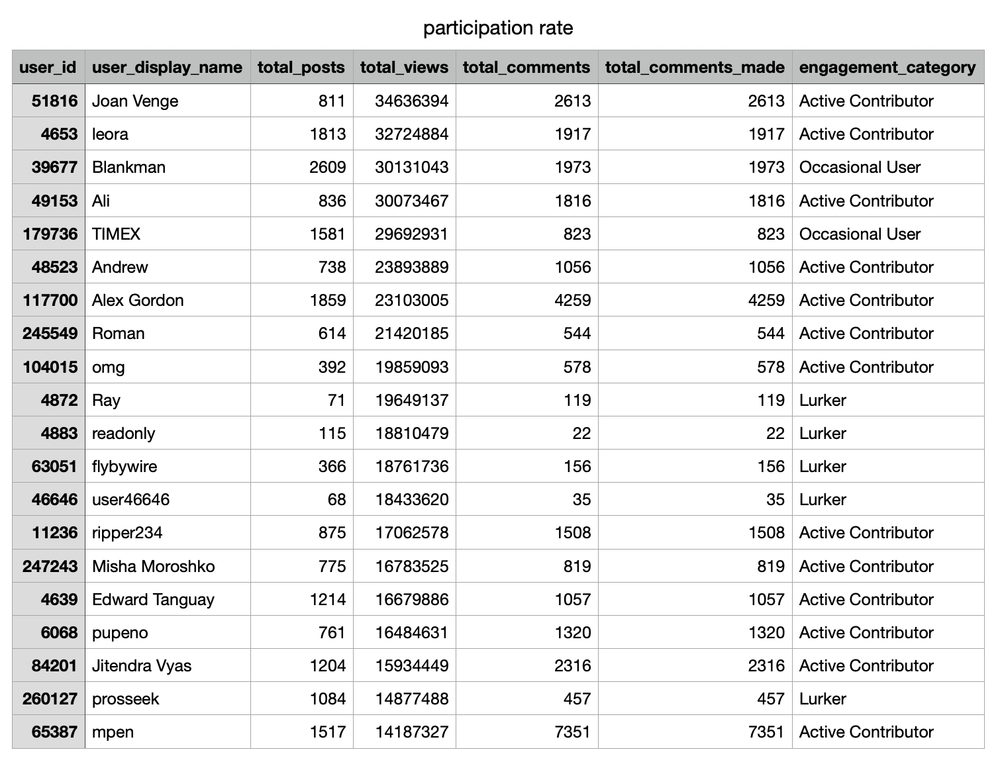 participation rate
user_id user_display_name total_posts total_views total_comments total_comments_made engagement_category
51816 Joan Venge 811 34636394 2613 2613 Active Contributor
4653 leora 1813 32724884 1917 1917 Active Contributor
39677 Blankman 2609 30131043 1973 1973 Occasional User
49153 Ali 836 30073467 1816 1816 Active Contributor
179736 TIMEX 1581 29692931 823 823 Occasional User
48523 Andrew 738 23893889 1056 1056 Active Contributor
117700 Alex Gordon 1859 23103005 4259 4259 Active Contributor
245549 Roman 614 21420185 544 544 Active Contributor
104015 omg 392 19859093 578 578 Active Contributor
4872 Ray 71 19649137 119 119 Lurker
4883 readonly 115 18810479 22 22 Lurker
63051 flybywire 366 18761736 156 156 Lurker
46646 user46646 68 18433620 35 35 Lurker
11236 ripper234 875 17062578 1508 1508 Active Contributor
247243 Misha Moroshko 775 16783525 819 819 Active Contributor
4639 Edward Tanguay 1214 16679886 1057 1057 Active Contributor
6068 pupeno 761 16484631 1320 1320 Active Contributor
84201 Jitendra Vyas 1204 15934449 2316 2316 Active Contributor
260127 prosseek 1084 14877488 457 457 Lurker
65387 mpen 1517 14187327 7351 7351 Active Contributor